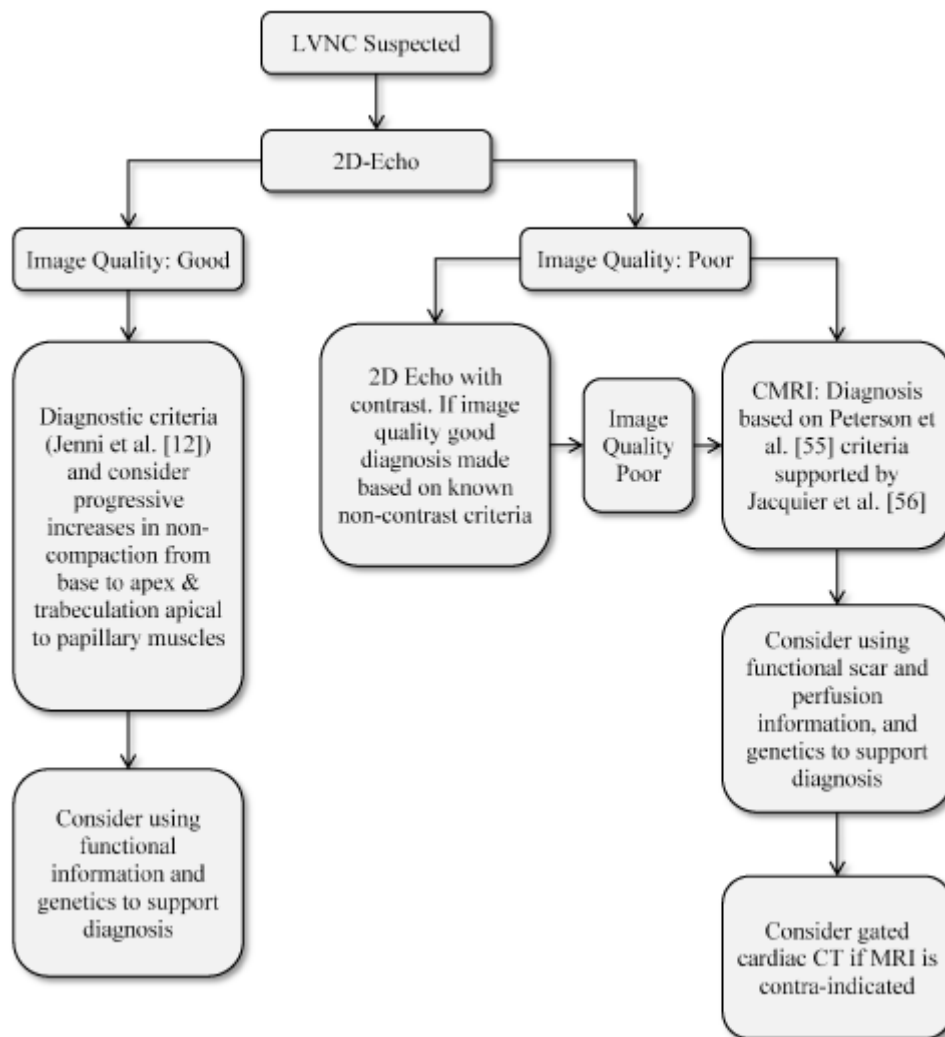 LVNC Suspected
2D-Echo
Image Quality: Good
Image Quality: Poor
Diagnostic criteria
(Jenni et al. [12])
and consider
progressive
increases in non-
compaction from
base to apex &
trabeculation apical
to papillary muscles
2D Echo with
contrast. If image
quality good
diagnosis made
based on known
non-contrast criteria
Image
Quality
Poor
CMRI: Diagnosis
based on Peterson
et al. [55] criteria
supported by
Jacquier et al. [56]
Consider using
functional
information and
genetics to support
diagnosis
Consider using
functional scar and
perfusion
information, and
genetics to support
diagnosis
Consider gated
cardiac CT if MRI is
contra-indicated